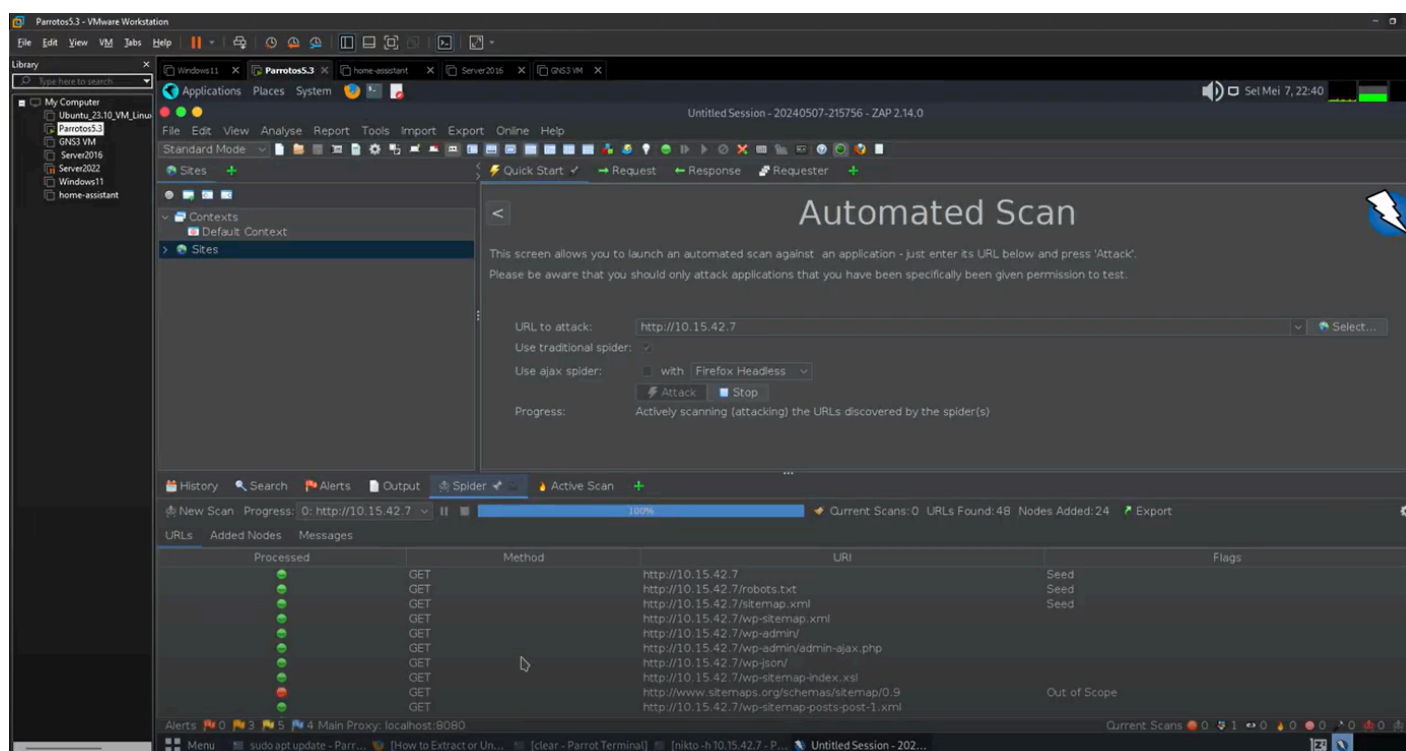 Parrotos5.3 - VMware Workstation
File Edit View VM Tabs Help
Library
Type here to search
My Computer
Ubuntu_23.10_VM_Linu
Parrotos5.3
GNS3 VM
Server2016
Server2022
Windows11
home-assistant
Windows11 Parrotos5.3 home-assistant Server2016 GNS3 VM
Applications Places System Sel Mei 7, 22:40
Untitled Session - 20240507-215756 - ZAP 2.14.0
File Edit View Analyse Report Tools Import Export Online Help
Standard Mode
Sites
Quick Start Request Response Requester
Contexts
Default Context
Sites
<
Automated Scan
This screen allows you to launch an automated scan against an application - just enter its URL below and press 'Attack'.
Please be aware that you should only attack applications that you have been specifically been given permission to test.
URL to attack: http://10.15.42.7 Select...
Use traditional spider:
Use ajax spider: with Firefox Headless
Attack Stop
Progress: Actively scanning (attacking) the URLs discovered by the spider(s)
History Search Alerts Output Spider Active Scan
New Scan Progress: 0: http://10.15.42.7 100% Current Scans: 0 URLs Found: 48 Nodes Added: 24 Export
URLs Added Nodes Messages
Processed Method URI Flags
GET http://10.15.42.7 Seed
GET http://10.15.42.7/robots.txt Seed
GET http://10.15.42.7/sitemap.xml Seed
GET http://10.15.42.7/wp-sitemap.xml
GET http://10.15.42.7/wp-admin/
GET http://10.15.42.7/wp-admin/admin-ajax.php
GET http://10.15.42.7/wp-json/
GET http://10.15.42.7/wp-sitemap-index.xsl
GET http://www.sitemaps.org/schemas/sitemap/0.9 Out of Scope
GET http://10.15.42.7/wp-sitemap-posts-post-1.xml
Alerts 0 3 5 4 Main Proxy: localhost:8080 Current Scans 0 1 0 0 0 0 0
Menu sudo apt update - Parr... [How to Extract or Un... [clear - Parrot Terminal] [nikto -h 10.15.42.7 - P... Untitled Session - 202...